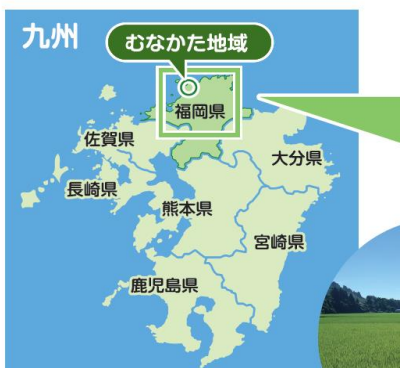 九州
むなかた地域
福岡県
佐賀県
大分県
長崎県
熊本県
宮崎県
鹿児島県